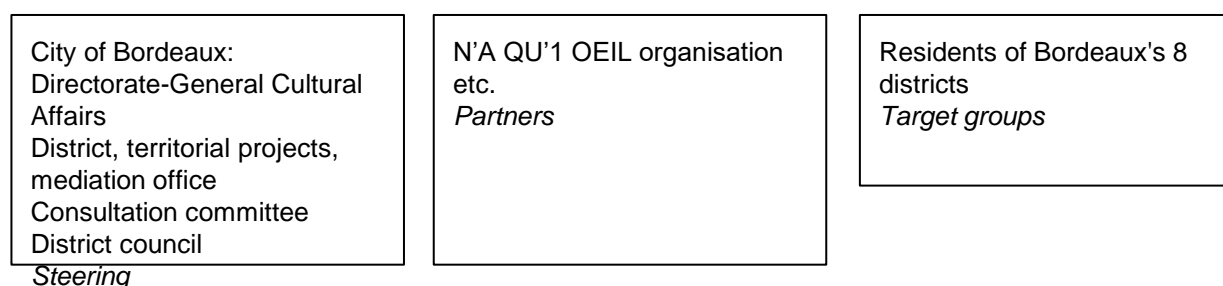 City of Bordeaux:
Directorate-General Cultural
Affairs
District, territorial projects,
mediation office
Consultation committee
District council
Steering
N’A QU’1 OEIL organisation
etc.
Partners
Residents of Bordeaux's 8
districts
Target groups